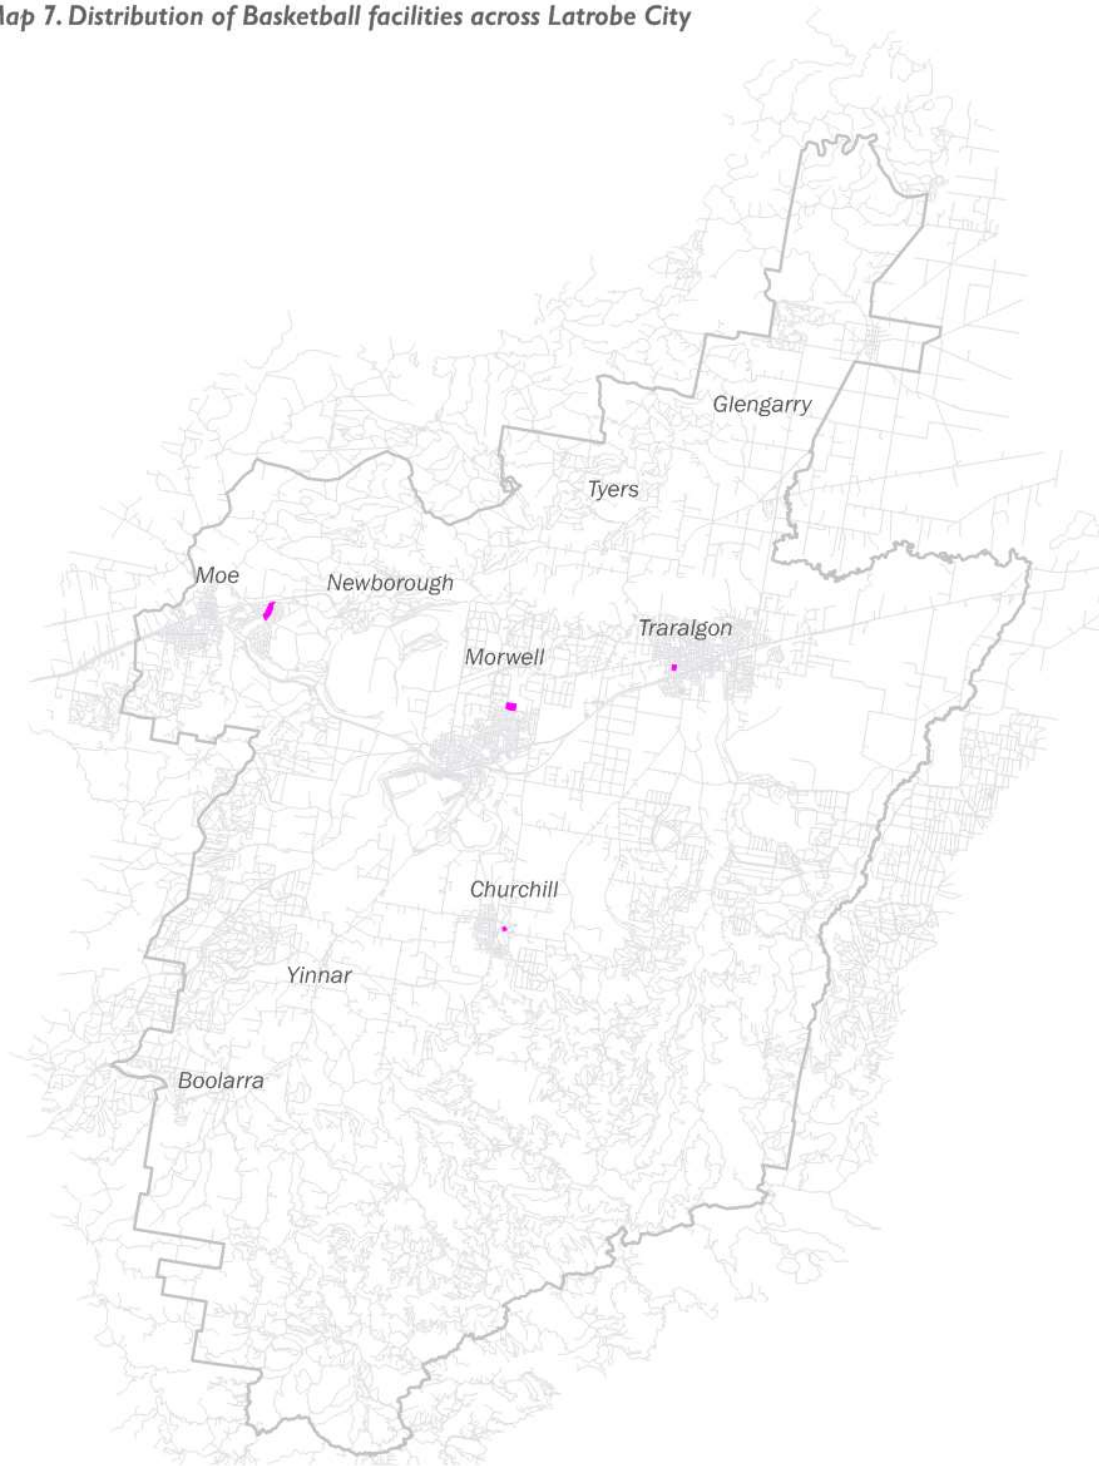 ap 7. Distribution of Basketball facilities across Latrobe City
Glengarry
Tyers
Moe
Newborough
Traralgon
Morwell
Churchill
Yinnar
Boolarra